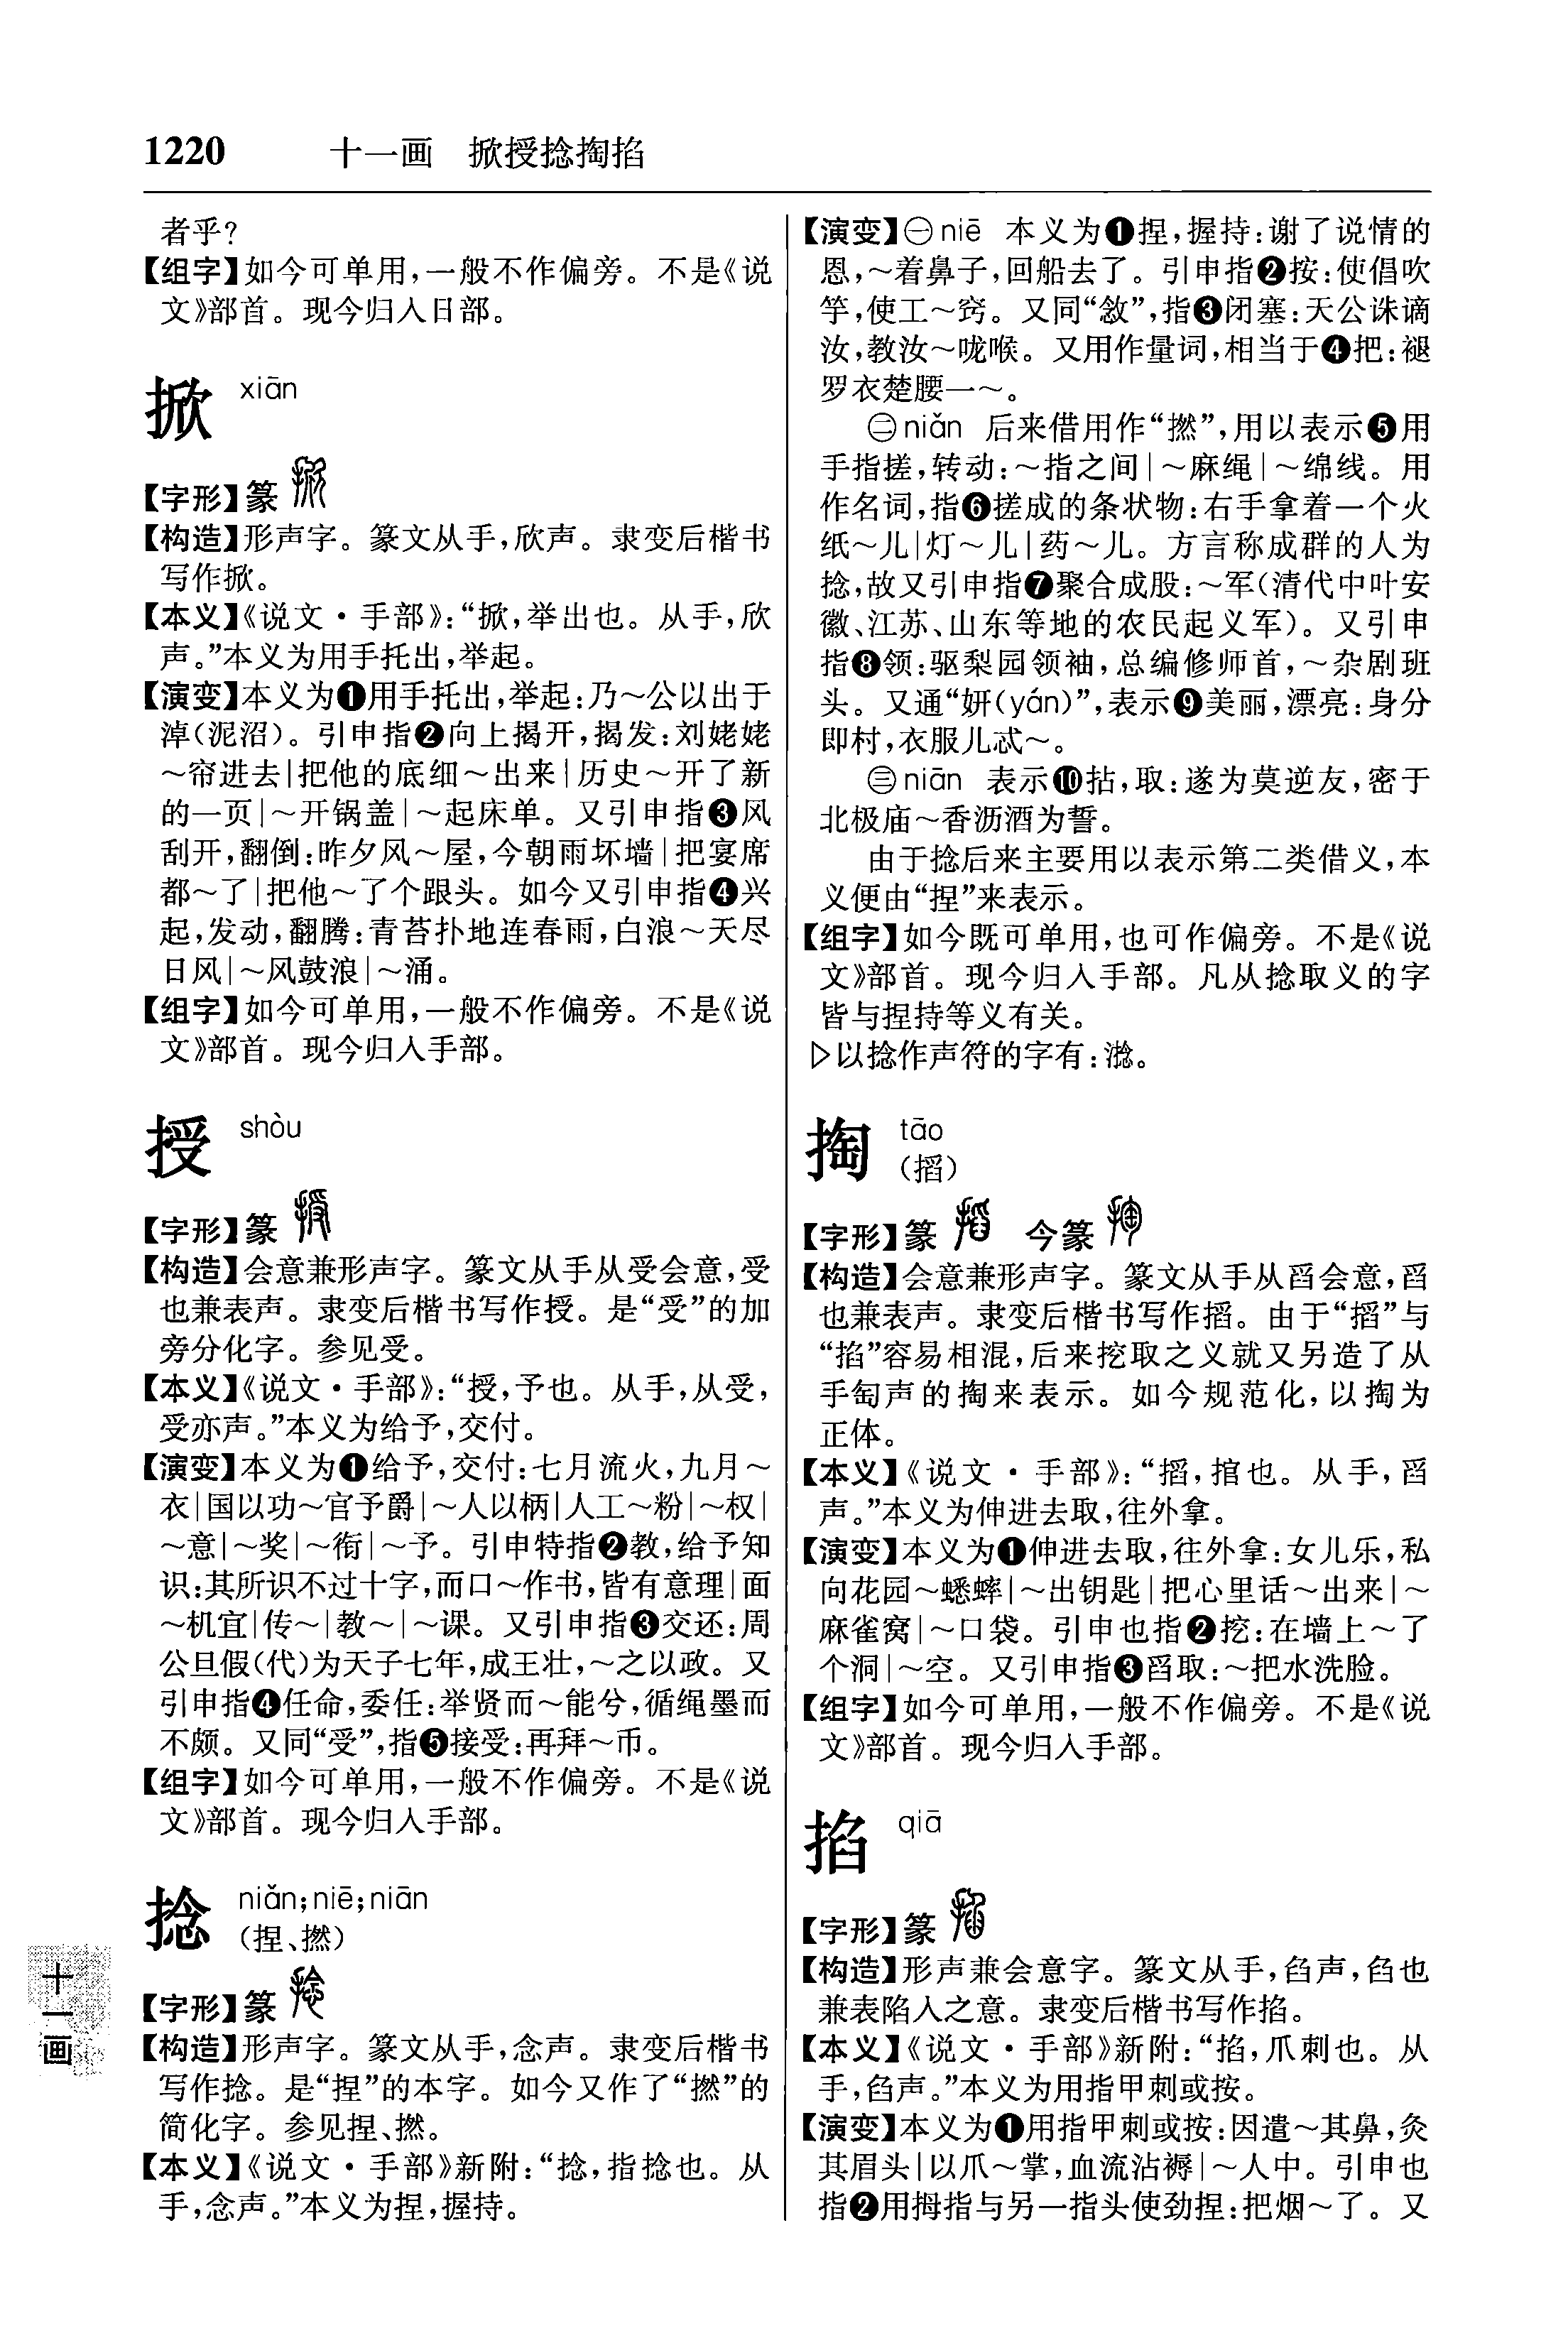 1220 十一画 掀授捻掏掐
者乎?
【组字】如今可单用,一般不作偏旁。不是《说
文》部首。现今归入日部。
掀 xiān
【字形】篆
【构造】形声字。篆文从手,欣声。隶变后楷书
写作掀。
【本义】《说文·手部》:“掀,举出也。从手,欣
声。”本义为用手托出,举起。
【演变】本义为❶用手托出,举起:乃~公以出于
淖(泥沼)。引申指❷向上揭开,揭发:刘姥姥
~帘进去|把他的底细~出来|历史~开了新
的一页|~开锅盖|~起床单。又引申指❸风
刮开,翻倒:昨夕风~屋,今朝雨坏墙|把宴席
都~了|把他~了个跟头。如今又引申指❹兴
起,发动,翻腾:青苔扑地连春雨,白浪~天尽
日风|~风鼓浪|~涌。
【组字】如今可单用,一般不作偏旁。不是《说
文》部首。现今归入手部。
授 shòu
【字形】篆
【构造】会意兼形声字。篆文从手从受会意,受
也兼表声。隶变后楷书写作授。是“受”的加
旁分化字。参见受。
【本义】《说文·手部》:“授,予也。从手,从受,
受亦声。”本义为给予,交付。
【演变】本义为❶给予,交付:七月流火,九月~
衣|国以功~官予爵|~人以柄|人工~粉|~权|
~意|~奖|~衔|~予。引申特指❷教,给予知
识:其所识不过十字,而口~作书,皆有意理|面
~机宜|传~|教~|~课。又引申指❸交还:周
公旦假(代)为天子七年,成王壮,~之以政。又
引申指❹任命,委任:举贤而~能兮,循绳墨而
不颇。又同“受”,指❺接受:再拜~币。
【组字】如今可单用,一般不作偏旁。不是《说
文》部首。现今归入手部。
捻 niǎn;niē;niān
(捏、撚)
【字形】篆
【构造】形声字。篆文从手,念声。隶变后楷书
写作捻。是“捏”的本字。如今又作了“撚”的
简化字。参见捏、撚。
【本义】《说文·手部》新附:“捻,指捻也。从
手,念声。”本义为捏,握持。
【演变】㊀niē 本义为❶捏,握持:谢了说情的
恩,~着鼻子,回船去了。引申指❷按:使倡吹
竽,使工~窍。又同“敜”,指❸闭塞:天公诛谪
汝,教汝~咙喉。又用作量词,相当于❹把:褪
罗衣楚腰一~。
㊁niǎn 后来借用作“撚”,用以表示❺用
手指搓,转动:~指之间|~麻绳|~绵线。用
作名词,指❻搓成的条状物:右手拿着一个火
纸~儿|灯~儿|药~儿。方言称成群的人为
捻,故又引申指❼聚合成股:~军(清代中叶安
徽、江苏、山东等地的农民起义军)。又引申
指❽领:驱梨园领袖,总编修师首,~杂剧班
头。又通“妍(yán)”,表示❾美丽,漂亮:身分
即村,衣服儿忒~。
㊂niān 表示❿拈,取:遂为莫逆友,密于
北极庙~香沥酒为誓。
由于捻后来主要用以表示第二类借义,本
义便由“捏”来表示。
【组字】如今既可单用,也可作偏旁。不是《说
文》部首。现今归入手部。凡从捻取义的字
皆与捏持等义有关。
▷以捻作声符的字有:淰。
掏 tāo
(搯)
【字形】篆 今篆
【构造】会意兼形声字。篆文从手从舀会意,舀
也兼表声。隶变后楷书写作搯。由于“搯”与
“掐”容易相混,后来挖取之义就又另造了从
手匋声的掏来表示。如今规范化,以掏为
正体。
【本义】《说文·手部》:“搯,捾也。从手,舀
声。”本义为伸进去取,往外拿。
【演变】本义为❶伸进去取,往外拿:女儿乐,私
向花园~蟋蟀|~出钥匙|把心里话~出来|~
麻雀窝|~口袋。引申也指❷挖:在墙上~了
个洞|~空。又引申指❸舀取:~把水洗脸。
【组字】如今可单用,一般不作偏旁。不是《说
文》部首。现今归入手部。
掐 qiā
【字形】篆
【构造】形声兼会意字。篆文从手,臽声,臽也
兼表陷入之意。隶变后楷书写作掐。
【本义】《说文·手部》新附:“掐,爪刺也。从
手,臽声。”本义为用指甲刺或按。
【演变】本义为❶用指甲刺或按:因遣~其鼻,灸
其眉头|以爪~掌,血流沾褥|~人中。引申也
指❷用拇指与另一指头使劲捏:把烟~了。又
十一画